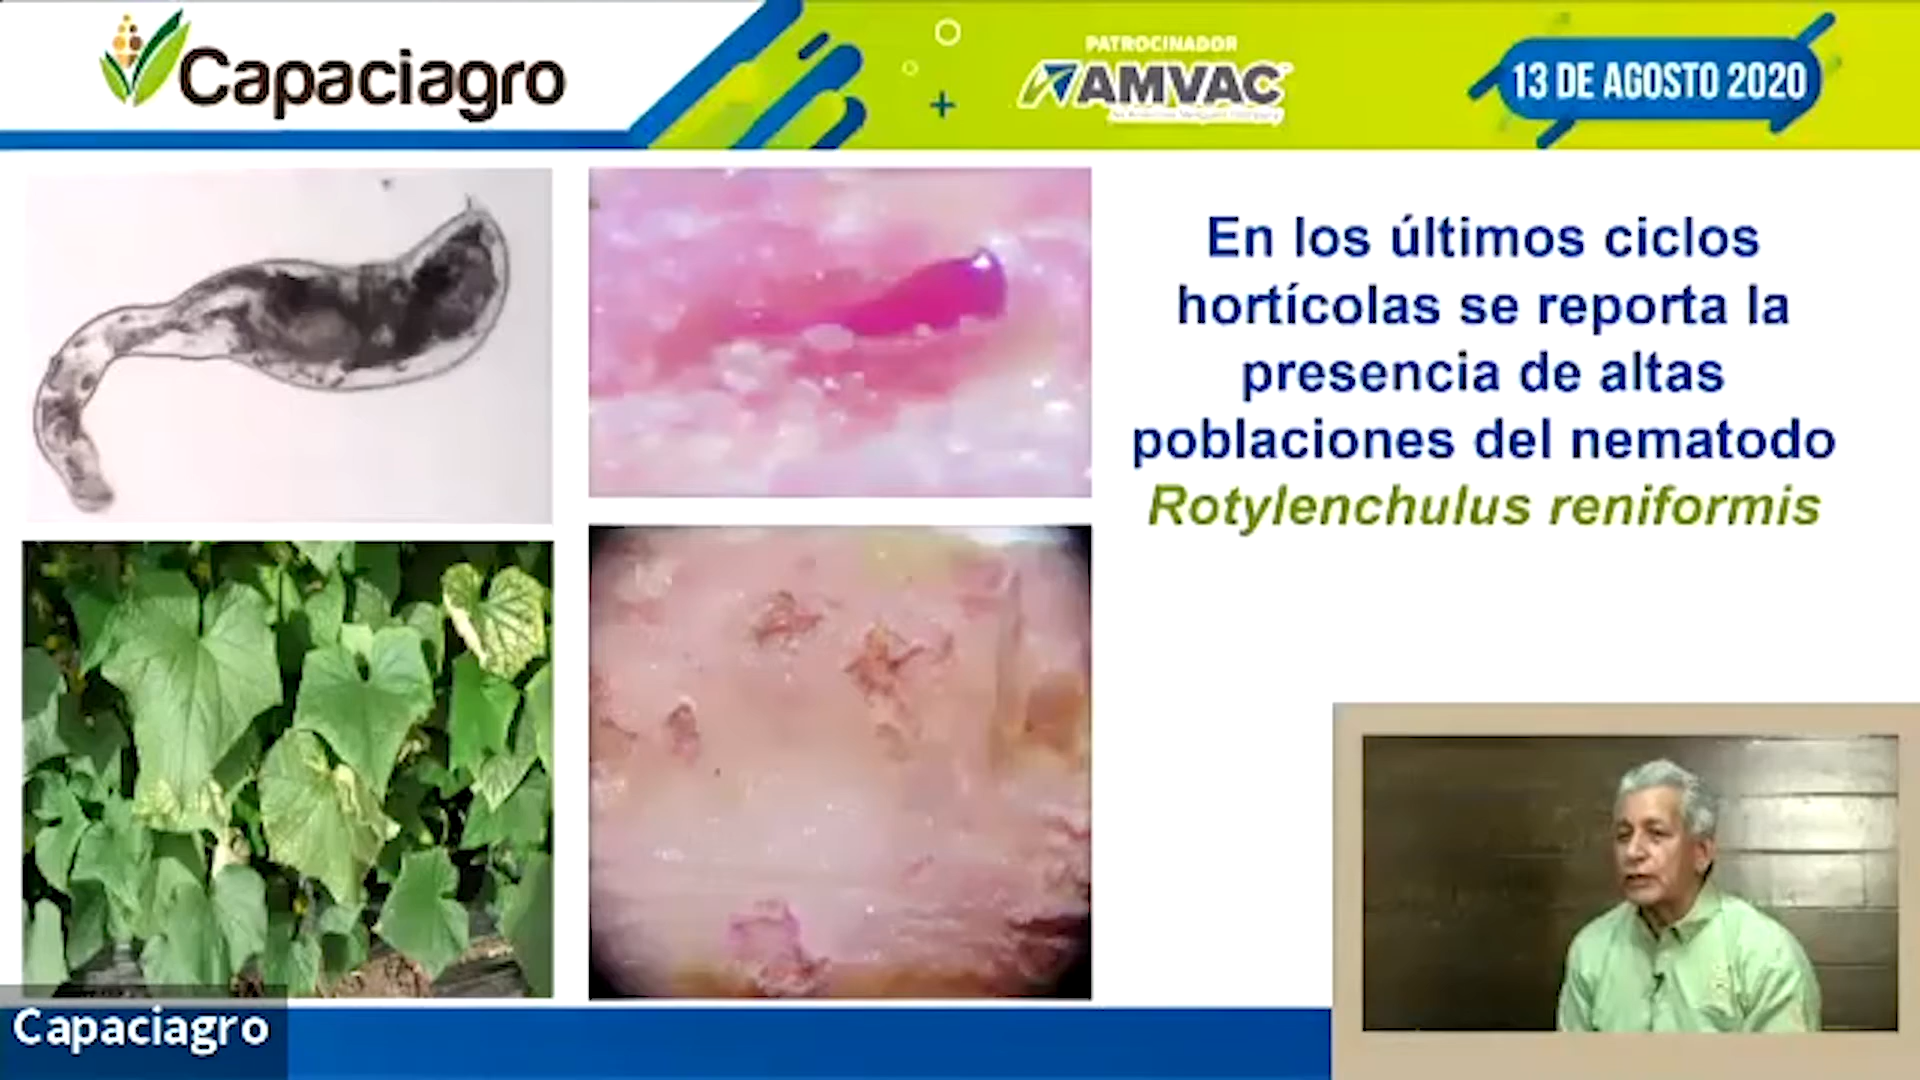 Capaciagro
PATROCINADOR
AMVAC
13 DE AGOSTO 2020
En los últimos ciclos
hortícolas se reporta la
presencia de altas
poblaciones del nematodo
Rotylenchulus reniformis
Capaciagro